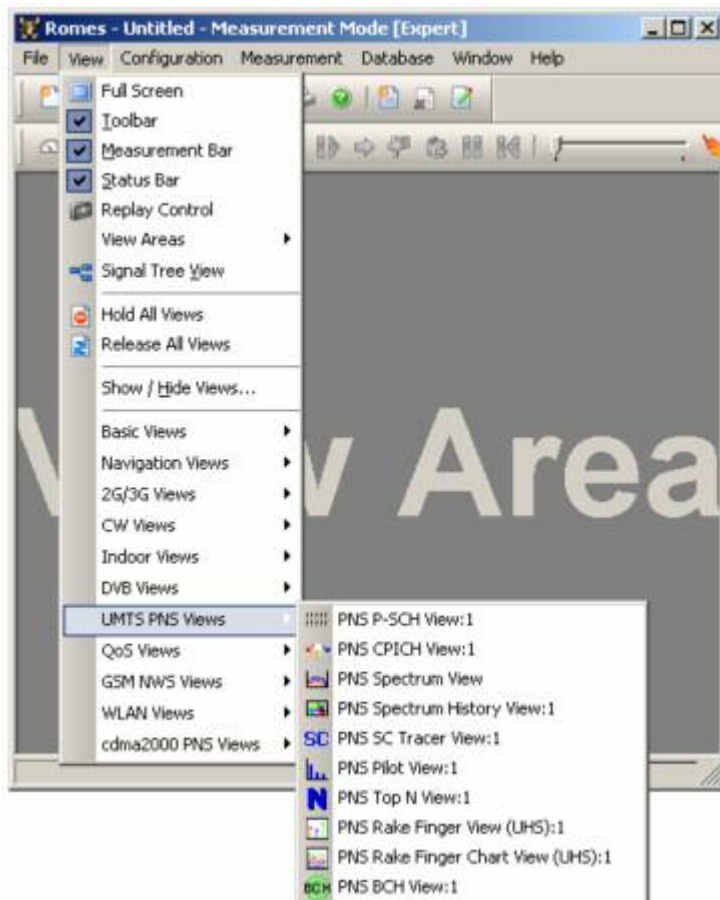 Romes - Untitled - Measurement Mode [Expert]
File View Configuration Measurement Database Window Help
Full Screen
Toolbar
Measurement Bar
Status Bar
Replay Control
View Areas
Signal Tree View
Hold All Views
Release All Views
Show / Hide Views...
Basic Views
Navigation Views
2G/3G Views
CW Views
Indoor Views
DVB Views
UMTS PNS Views
QoS Views
GSM NWS Views
WLAN Views
cdma2000 PNS Views
w Area
PNS P-SCH View:1
PNS CPICH View:1
PNS Spectrum View
PNS Spectrum History View:1
SC PNS SC Tracer View:1
PNS Pilot View:1
N PNS Top N View:1
PNS Rake Finger View (UHS):1
PNS Rake Finger Chart View (UHS):1
BCH PNS BCH View:1